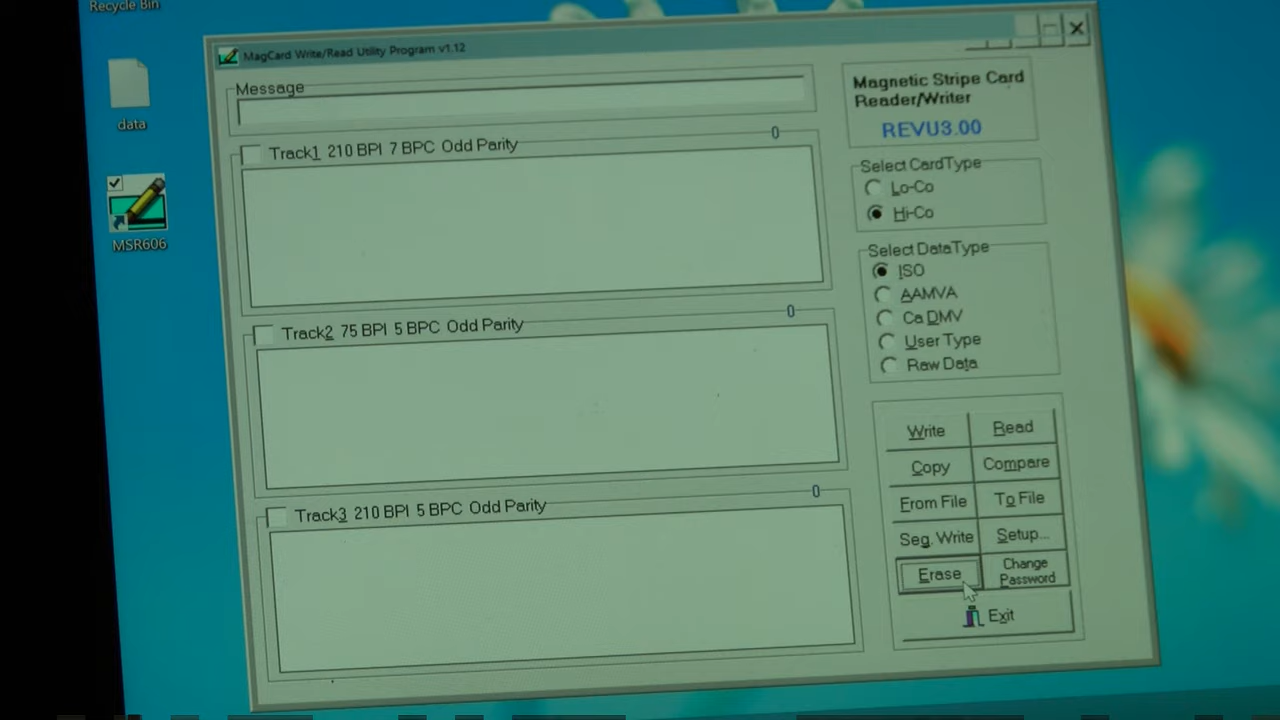 Recycle Bin
data
MSR606
MagCard Write/Read Utility Program v1.12
Message
Track1 210 BPI 7 BPC Odd Parity
0
Track2 75 BPI 5 BPC Odd Parity
0
Track3 210 BPI 5 BPC Odd Parity
0
Magnetic Stripe Card
Reader/Writer
REVU3.00
Select CardType
Lo-Co
Hi-Co
Select DataType
ISO
AAMVA
Ca DMV
User Type
Raw Data
Write Read
Copy Compare
From File To File
Seg. Write Setup...
Erase Change
Password
Exit